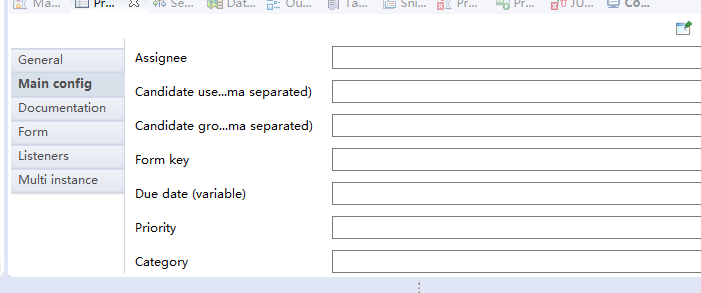 Ma... Pr... Se... Dat... Ou... Ta... Sni... Pr... Pr... JU... Co...
General
Main config
Documentation
Form
Listeners
Multi instance
Assignee
Candidate use...ma separated)
Candidate gro...ma separated)
Form key
Due date (variable)
Priority
Category